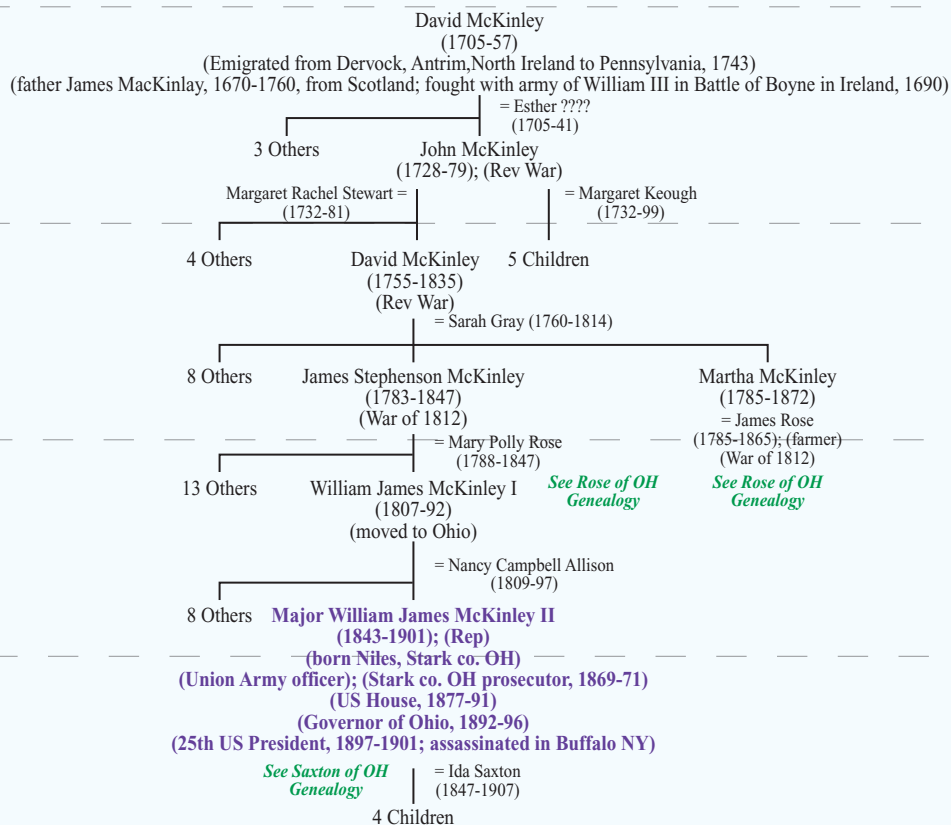 David McKinley
(1705-57)
(Emigrated from Dervock, Antrim,North Ireland to Pennsylvania, 1743)
(father James MacKinlay, 1670-1760, from Scotland; fought with army of William III in Battle of Boyne in Ireland, 1690)
= Esther ????
(1705-41)
3 Others
John McKinley
(1728-79); (Rev War)
Margaret Rachel Stewart =
(1732-81)
= Margaret Keough
(1732-99)
4 Others
David McKinley
(1755-1835)
(Rev War)
5 Children
= Sarah Gray (1760-1814)
8 Others
James Stephenson McKinley
(1783-1847)
(War of 1812)
Martha McKinley
(1785-1872)
= James Rose
(1785-1865); (farmer)
(War of 1812)
= Mary Polly Rose
(1788-1847)
See Rose of OH
Genealogy
See Rose of OH
Genealogy
13 Others
William James McKinley I
(1807-92)
(moved to Ohio)
= Nancy Campbell Allison
(1809-97)
8 Others
Major William James McKinley II
(1843-1901); (Rep)
(born Niles, Stark co. OH)
(Union Army officer); (Stark co. OH prosecutor, 1869-71)
(US House, 1877-91)
(Governor of Ohio, 1892-96)
(25th US President, 1897-1901; assassinated in Buffalo NY)
See Saxton of OH
Genealogy
= Ida Saxton
(1847-1907)
4 Children